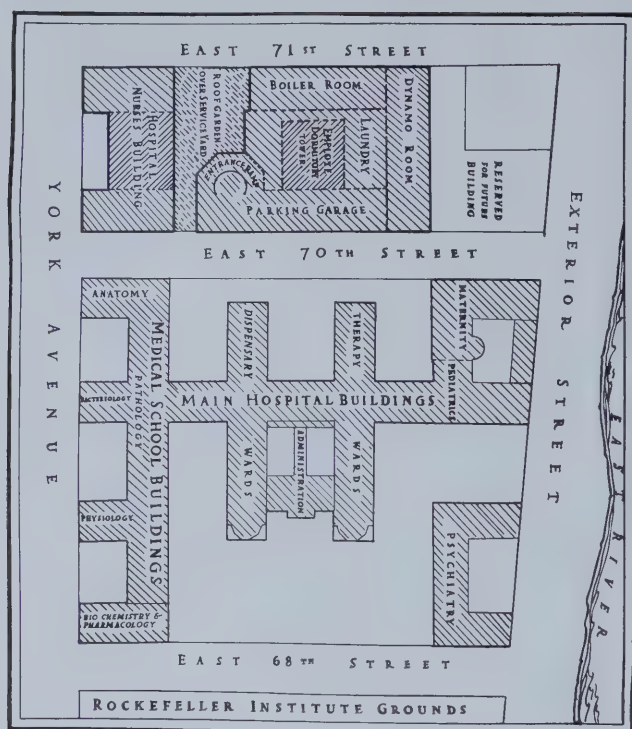 EAST 71ST STREET
HOSPITAL
NURSES BUILDING
ROOF GARDEN
OVER SERVICE YARD
BOILER ROOM
ENTRANCE
EMPLOYE
DORMITORY
TOWER
LAUNDRY
DYNAMO ROOM
RESERVED
FOR FUTURE
BUILDING
PARKING GARAGE
EAST 70TH STREET
YORK AVENUE
EXTERIOR STREET
EAST RIVER
ANATOMY
BACTERIOLOGY
PATHOLOGY
MEDICAL SCHOOL BUILDINGS
PHYSIOLOGY
BIO CHEMISTRY &
PHARMACOLOGY
DISPENSARY
THERAPY
MATERNITY
MAIN HOSPITAL BUILDINGS
PEDIATRICS
WARDS
ADMINISTRATION
WARDS
PSYCHIATRY
EAST 68TH STREET
ROCKEFELLER INSTITUTE GROUNDS